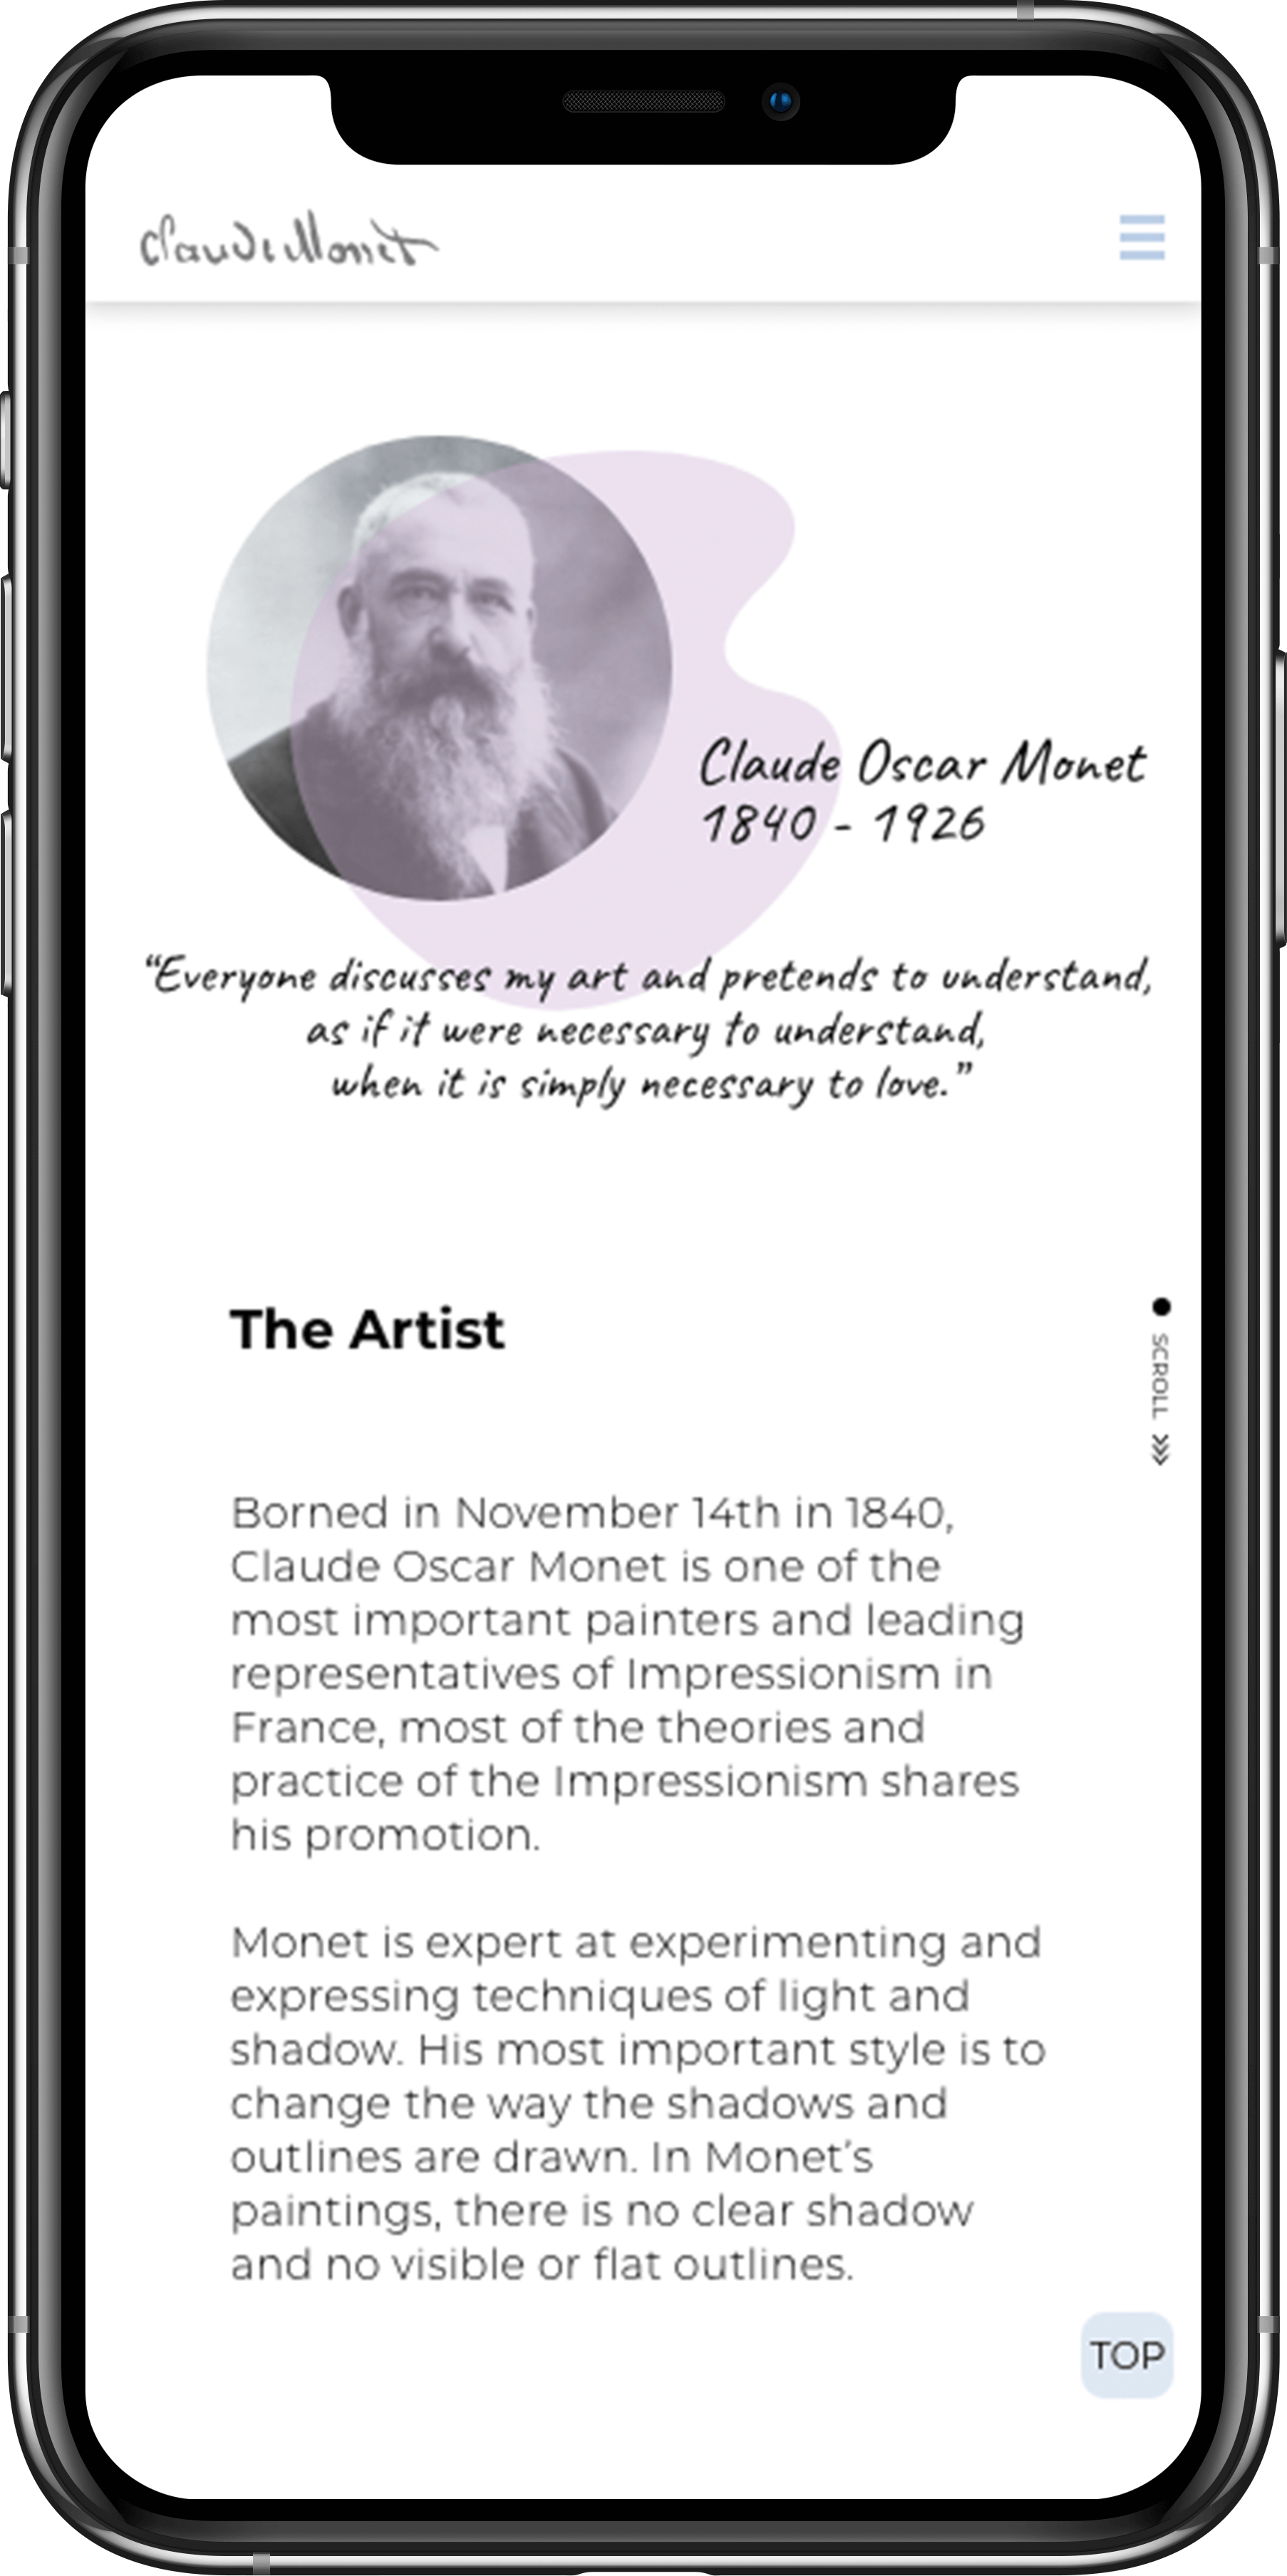 Claude Monet
Claude Oscar Monet
1840 - 1926
“Everyone discusses my art and pretends to understand,
as if it were necessary to understand,
when it is simply necessary to love.”
The Artist
SCROLL
Borned in November 14th in 1840,
Claude Oscar Monet is one of the
most important painters and leading
representatives of Impressionism in
France, most of the theories and
practice of the Impressionism shares
his promotion.
Monet is expert at experimenting and
expressing techniques of light and
shadow. His most important style is to
change the way the shadows and
outlines are drawn. In Monet’s
paintings, there is no clear shadow
and no visible or flat outlines.
TOP